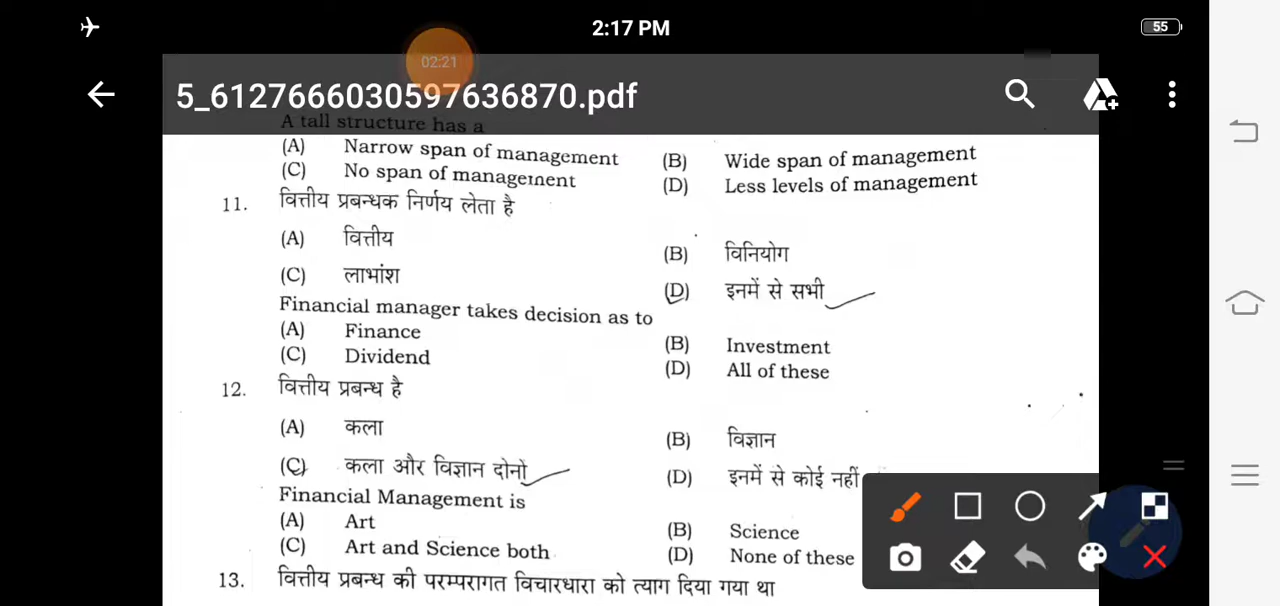 2:17 PM
55
02:21
5_6127666030597636870.pdf
A tall structure has a
(A) Narrow span of management (B) Wide span of management
(C) No span of management (D) Less levels of management
11. वित्तीय प्रबन्धक निर्णय लेता है
(A) वित्तीय (B) विनियोग
(C) लाभांश (D) इनमें से सभी
Financial manager takes decision as to
(A) Finance (B) Investment
(C) Dividend (D) All of these
12. वित्तीय प्रबन्ध है
(A) कला (B) विज्ञान
(C) कला और विज्ञान दोनों (D) इनमें से कोई नहीं
Financial Management is
(A) Art (B) Science
(C) Art and Science both (D) None of these
13. वित्तीय प्रबन्ध की परम्परागत विचारधारा को त्याग दिया गया था